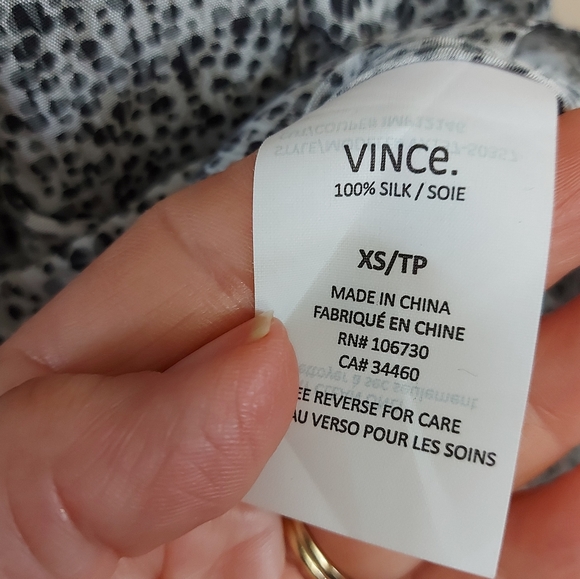 VINCE.
100% SILK / SOIE
XS/TP
MADE IN CHINA
FABRIQUÉ EN CHINE
RN# 106730
CA# 34460
EE REVERSE FOR CARE
AU VERSO POUR LES SOINS